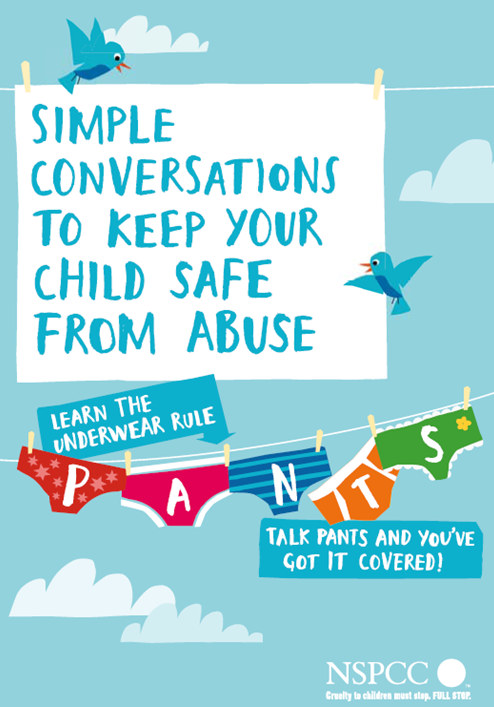 SIMPLE
CONVERSATIONS
TO KEEP YOUR
CHILD SAFE
FROM ABUSE
LEARN THE
UNDERWEAR RULE
P A N T S
TALK PANTS AND YOU'VE
GOT IT COVERED!
NSPCC
Cruelty to children must stop. FULL STOP.